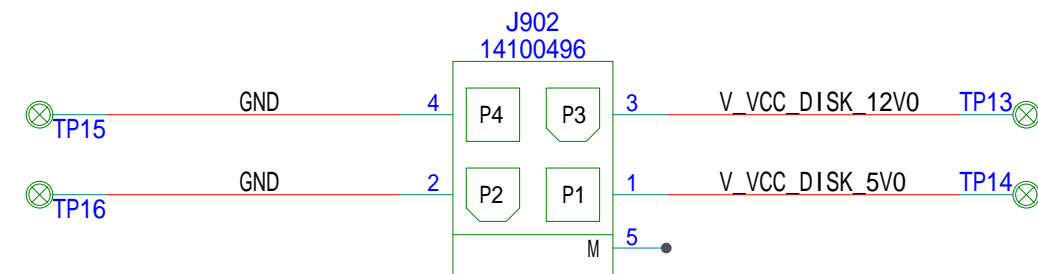 J902
14100496
GND 4 P4 P3 3 V_VCC_DISK_12V0 TP13
TP15
GND 2 P2 P1 1 V_VCC_DISK_5V0 TP14
TP16
M 5